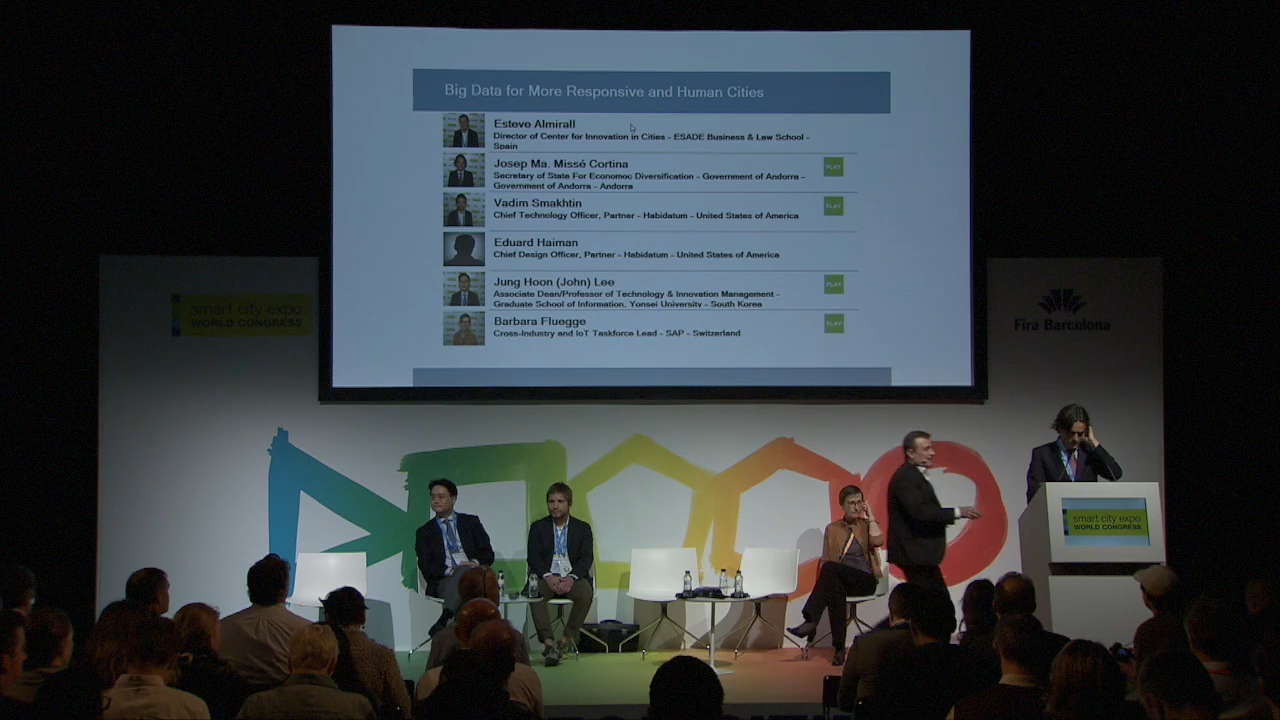 Big Data for More Responsive and Human Cities
Esteve Almirall
Director of Center for Innovation in Cities - ESADE Business & Law School -
Spain
Josep Ma. Missé Cortina
Secretary of State For Economoc Diversification - Government of Andorra -
Government of Andorra - Andorra
PLAY
Vadim Smakhtin
Chief Technology Officer, Partner - Habidatum - United States of America
PLAY
Eduard Haiman
Chief Design Officer, Partner - Habidatum - United States of America
Jung Hoon (John) Lee
Associate Dean/Professor of Technology & Innovation Management -
Graduate School of Information, Yonsei University - South Korea
PLAY
Barbara Fluegge
Cross-Industry and IoT Taskforce Lead - SAP - Switzerland
PLAY
smart city expo
WORLD CONGRESS
Fira Barcelona
smart city expo
WORLD CONGRESS